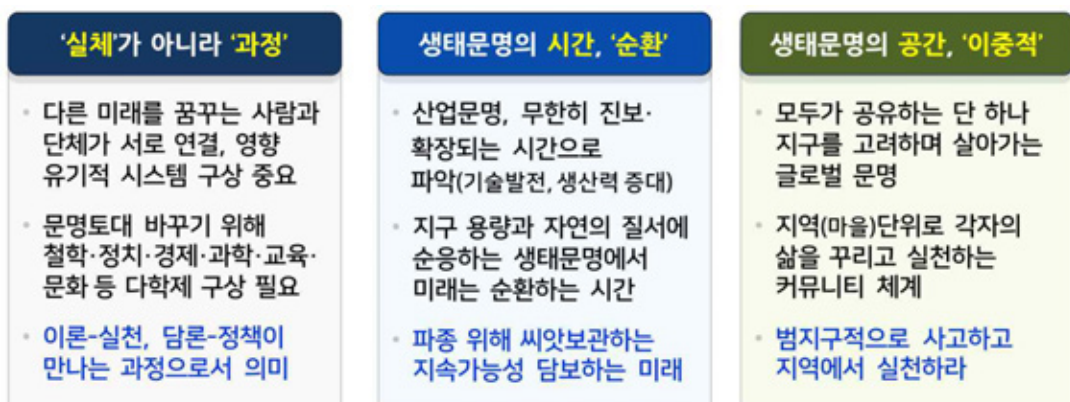 ‘실체’가 아니라 ‘과정’
• 다른 미래를 꿈꾸는 사람과
단체가 서로 연결, 영향
유기적 시스템 구상 중요
• 문명토대 바꾸기 위해
철학·정치·경제·과학·교육·
문화 등 다학제 구상 필요
• 이론-실천, 담론-정책이
만나는 과정으로서 의미
생태문명의 시간, ‘순환’
• 산업문명, 무한히 진보·
확장되는 시간으로
파악(기술발전, 생산력 증대)
• 지구 용량과 자연의 질서에
순응하는 생태문명에서
미래는 순환하는 시간
• 파종 위해 씨앗보관하는
지속가능성 담보하는 미래
생태문명의 공간, ‘이중적’
• 모두가 공유하는 단 하나
지구를 고려하며 살아가는
글로벌 문명
• 지역(마을)단위로 각자의
삶을 꾸리고 실천하는
커뮤니티 체계
• 범지구적으로 사고하고
지역에서 실천하라